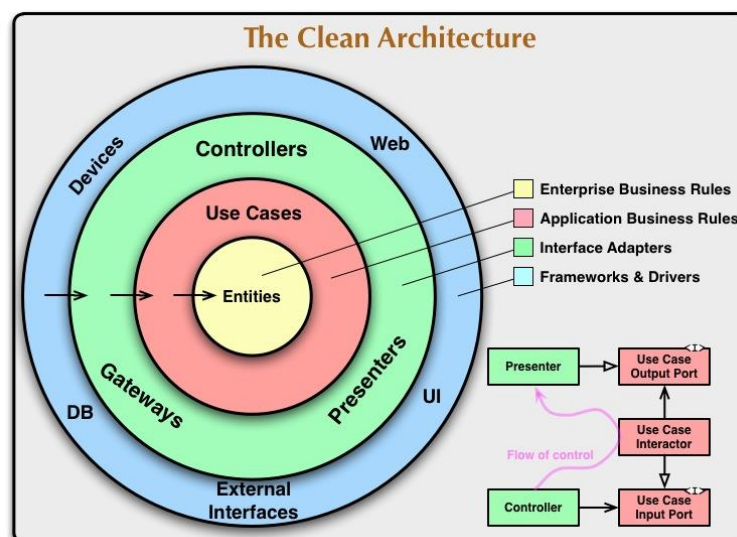 The Clean Architecture
Devices
Web
Controllers
Use Cases
Entities
Gateways
Presenters
DB
UI
External
Interfaces
Enterprise Business Rules
Application Business Rules
Interface Adapters
Frameworks & Drivers
Presenter
<I>
Use Case
Output Port
Use Case
Interactor
Flow of control
Controller
<I>
Use Case
Input Port